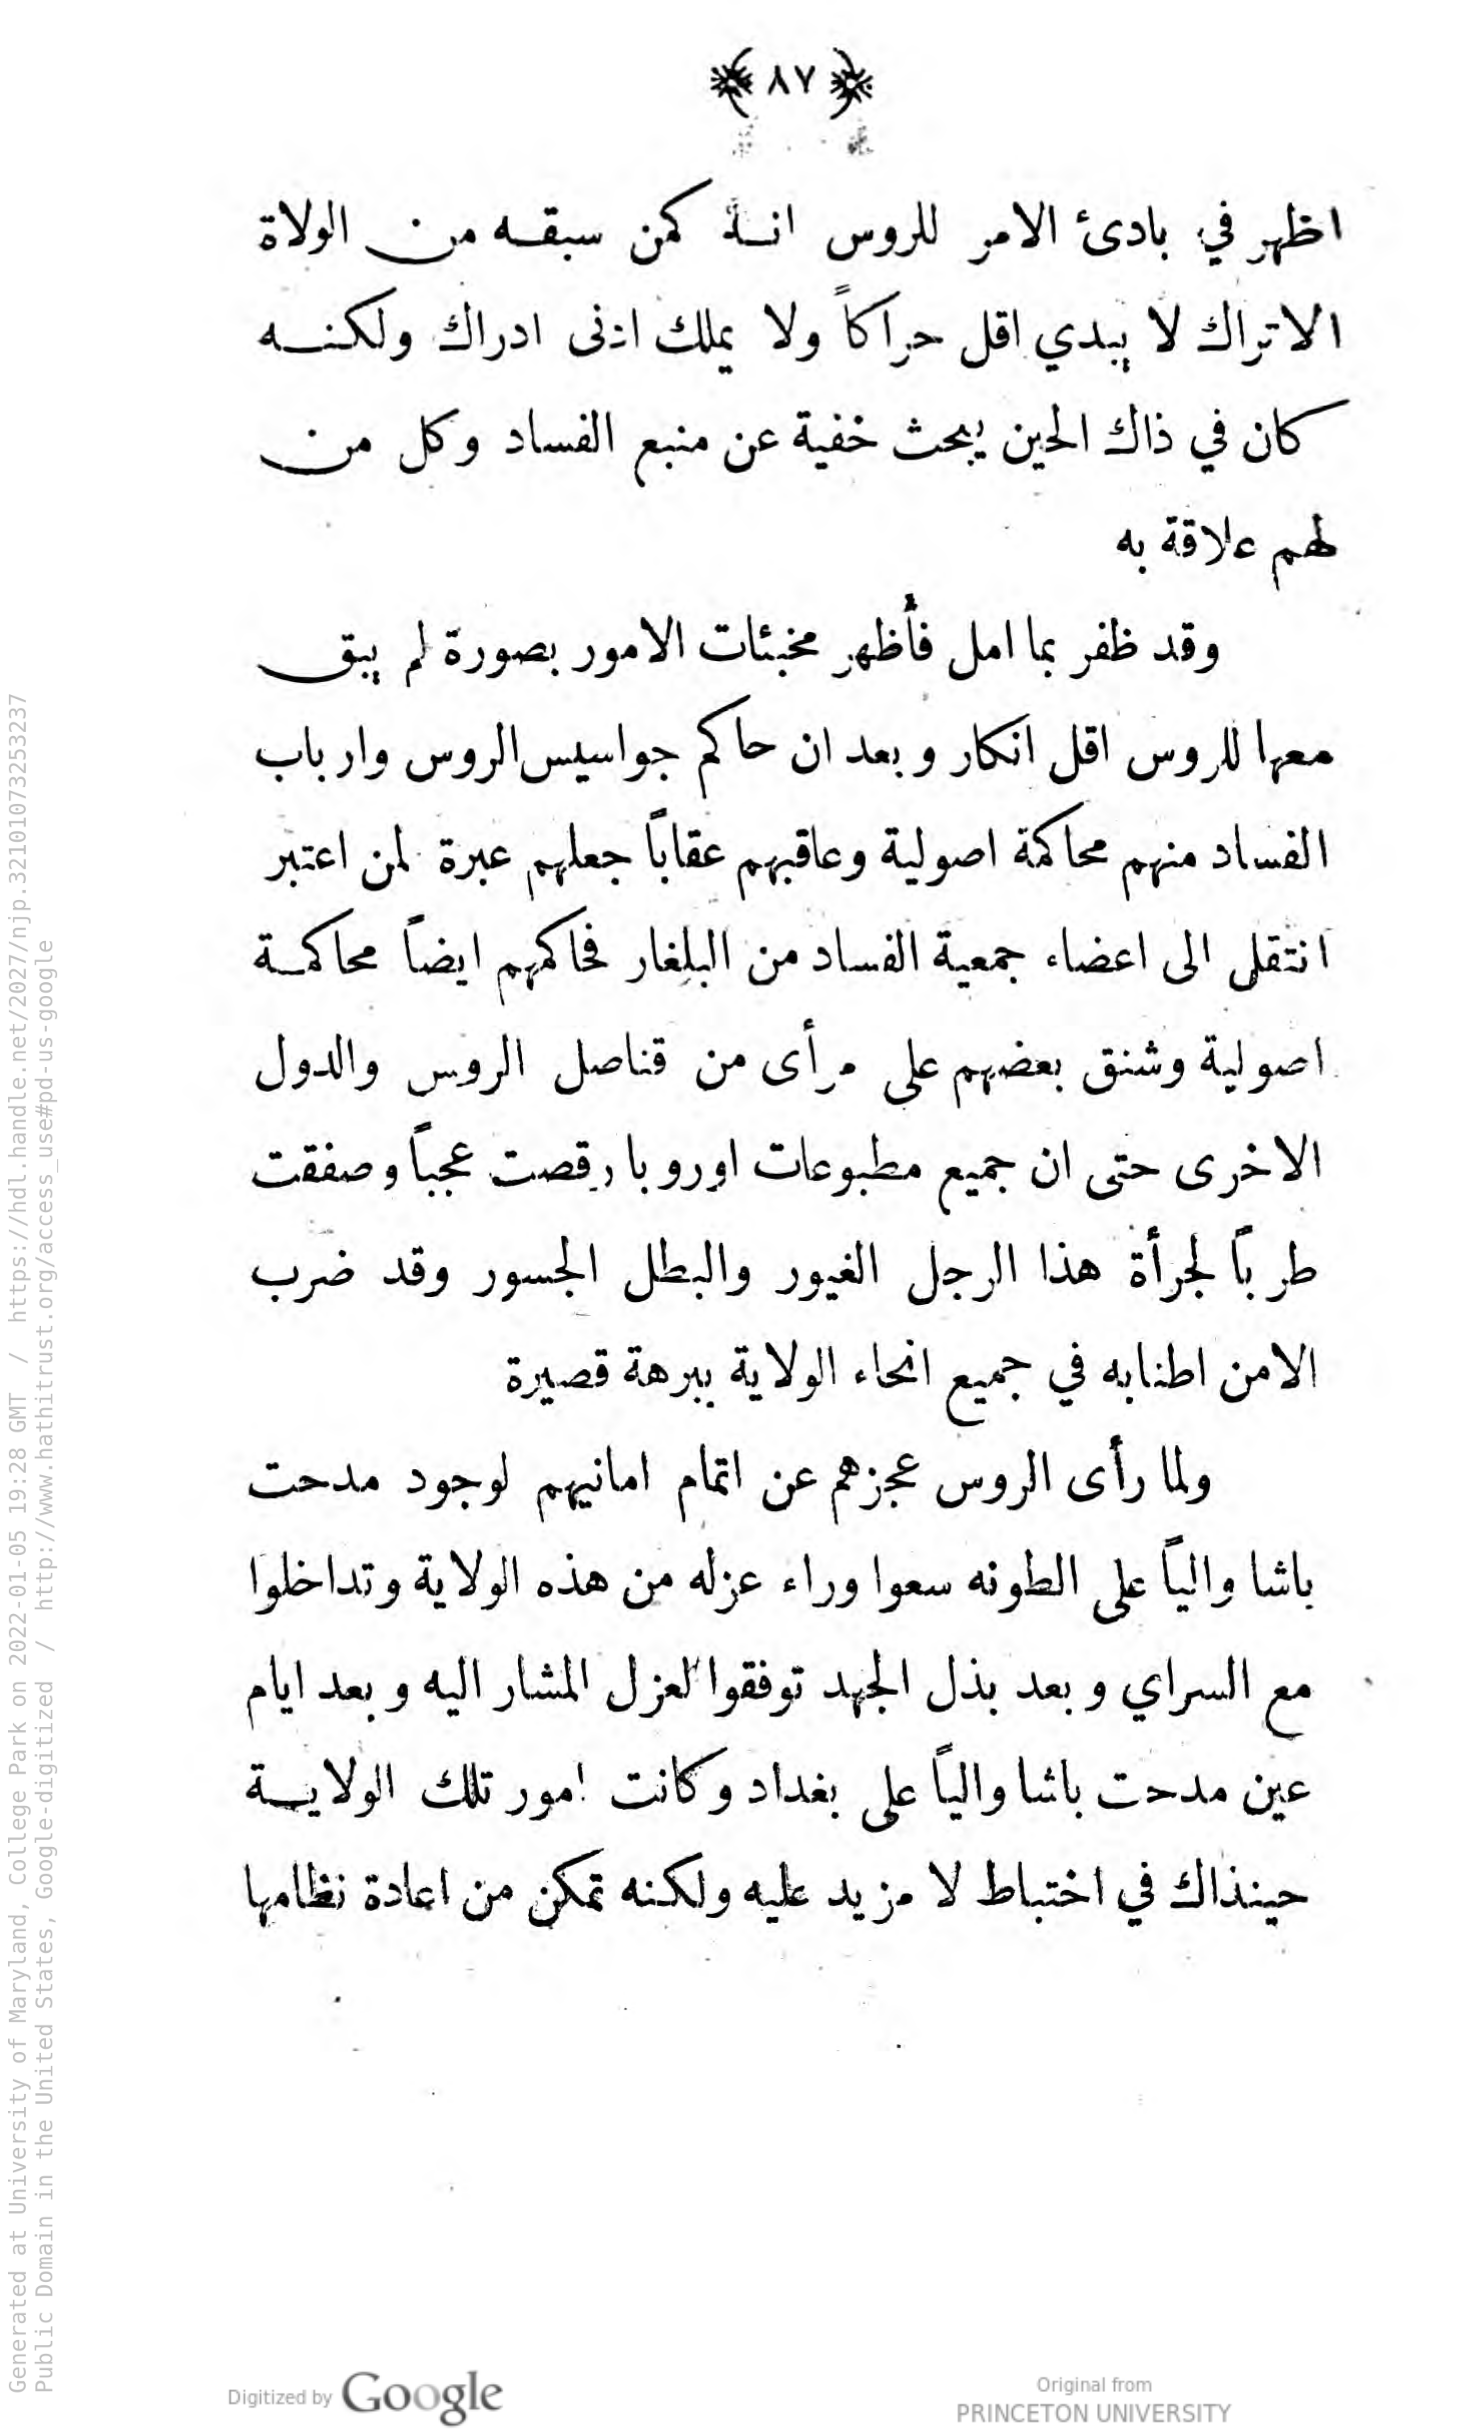 ﴿ ٨٧ ﴾
اظهر في بادئ الامر للروس انه كمن سبقه من الولاة
الاتراك لا يبدي اقل حراكاً ولا يملك ادنى ادراك ولكنه
كان في ذاك الحين يبحث خفية عن منبع الفساد وكل من
لهم علاقة به
وقد ظفر بما امل فأظهر مخبئات الامور بصورة لم يبق
معها للروس اقل انكار وبعد ان حاكم جواسيس الروس وارباب
الفساد منهم محاكمة اصولية وعاقبهم عقاباً جعلهم عبرة لمن اعتبر
انتقل الى اعضاء جمعية الفساد من البلغار فحاكمهم ايضاً محاكمة
اصولية وشنق بعضهم على مرأى من قناصل الروس والدول
الاخرى حتى ان جميع مطبوعات اوروبا رقصت عجباً وصفقت
طرباً لجرأة هذا الرجل الغيور والبطل الجسور وقد ضرب
الامن اطنابه في جميع انحاء الولاية ببرهة قصيرة
ولما رأى الروس عجزهم عن اتمام امانيهم لوجود مدحت
باشا والياً على الطونه سعوا وراء عزله من هذه الولاية وتداخلوا
مع السراي وبعد بذل الجهد توفقوا لعزل المشار اليه وبعد ايام
عين مدحت باشا والياً على بغداد وكانت امور تلك الولاية
حينذاك في اختباط لا مزيد عليه ولكنه تمكن من اعادة نظامها
Generated at University of Maryland, College Park on 2022-01-05 19:28 GMT / https://hdl.handle.net/2027/njp.32101073253237
Public Domain in the United States, Google-digitized / http://www.hathitrust.org/access_use#pd-us-google
Digitized by Google
Original from
PRINCETON UNIVERSITY